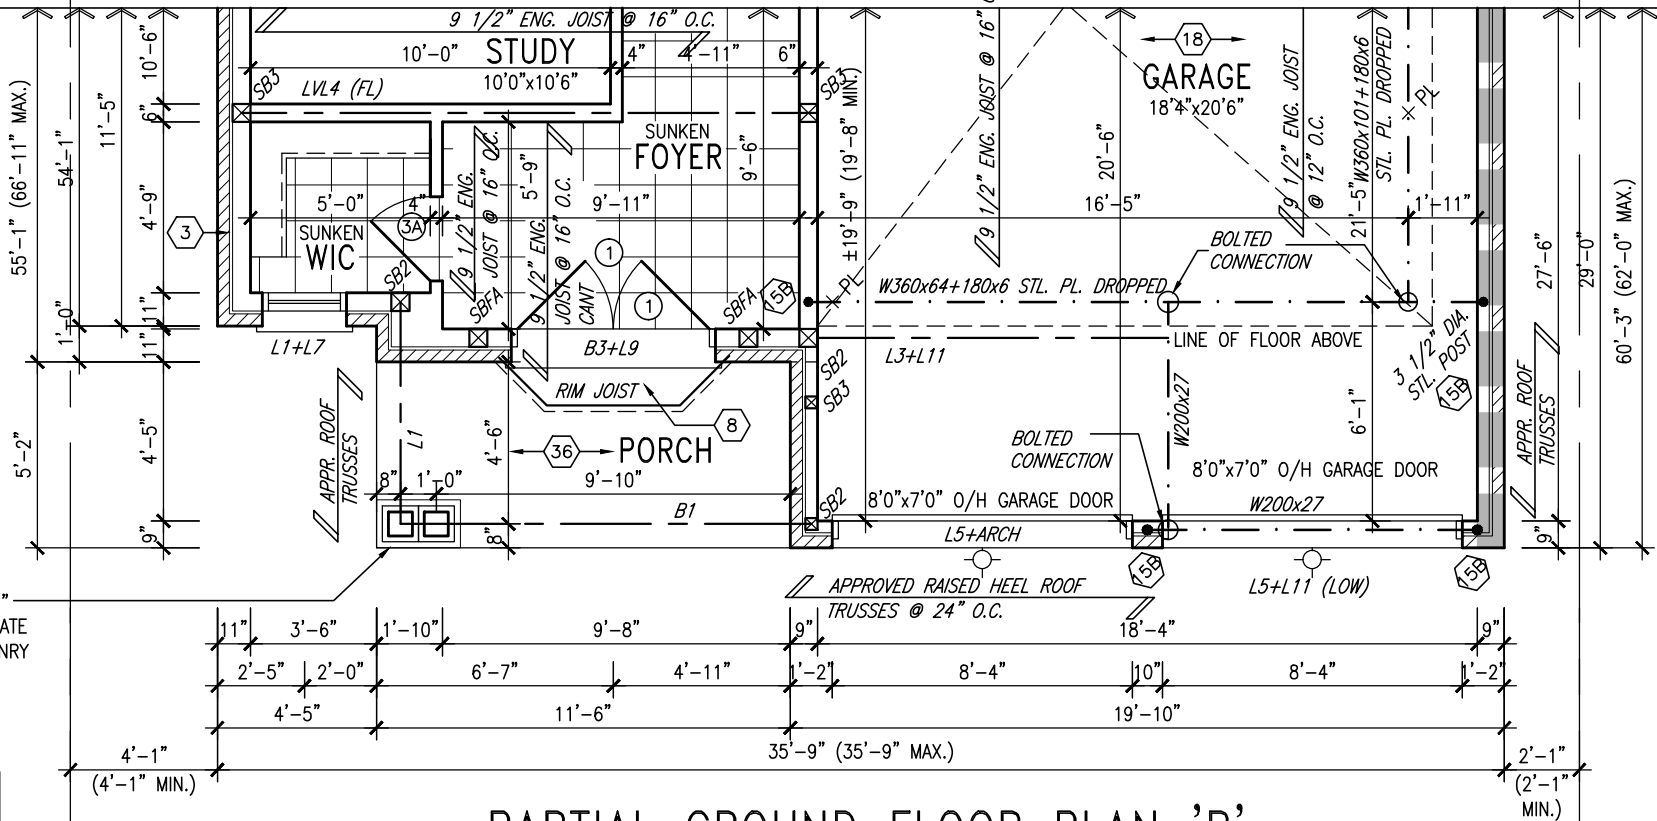 9 1/2" ENG. JOIST @ 16" O.C.
STUDY
10'0"x10'6"
10'-0"
4"
4'-11"
6"
LVL4 (FL)
SB3
SB3
SUNKEN
FOYER
9'-6"
5'-9"
9'-11"
5'-0"
4"
3A
SUNKEN
WIC
SB2
9 1/2" ENG.
JOIST @ 16" O.C.
9 1/2" ENG.
JOIST @ 16" O.C.
CANT
1
1
SBFA
SBFA
15B
3
L1+L7
B3+L9
RIM JOIST
8
36
PORCH
4'-6"
L1
8"
1'-0"
9'-10"
B1
8"
APPR. ROOF
TRUSSES
GARAGE
18'4"x20'6"
18
9 1/2" ENG. JOIST @ 16"
9 1/2" ENG. JOIST
@ 12" O.C.
W360x101+180x6
STL. PL. DROPPED
PL
PL
±19'-9" (19'-8" MIN.)
20'-6"
21'-5"
16'-5"
1'-11"
BOLTED
CONNECTION
W360x64+180x6 STL. PL. DROPPED
LINE OF FLOOR ABOVE
L3+L11
3 1/2" DIA.
STL. POST
15B
SB2
SB3
SB2
W200x27
6'-1"
BOLTED
CONNECTION
8'0"x7'0" O/H GARAGE DOOR
8'0"x7'0" O/H GARAGE DOOR
W200x27
L5+ARCH
L5+L11 (LOW)
15B
15B
APPR. ROOF
TRUSSES
APPROVED RAISED HEEL ROOF
TRUSSES @ 24" O.C.
55'-1" (66'-11" MAX.)
54'-1"
11'-5"
10'-6"
6"
4'-9"
11"
1'-0"
11"
5'-2"
4'-5"
9"
27'-6"
29'-0"
60'-3" (62'-0" MAX.)
9"
"
ATE
NRY
11"
3'-6"
1'-10"
9'-8"
9"
18'-4"
9"
2'-5"
2'-0"
6'-7"
4'-11"
1'-2"
8'-4"
10"
8'-4"
1'-2"
4'-5"
11'-6"
19'-10"
4'-1"
(4'-1" MIN.)
35'-9" (35'-9" MAX.)
2'-1"
(2'-1"
MIN.)
PARTIAL GROUND FLOOR PLAN 'B'